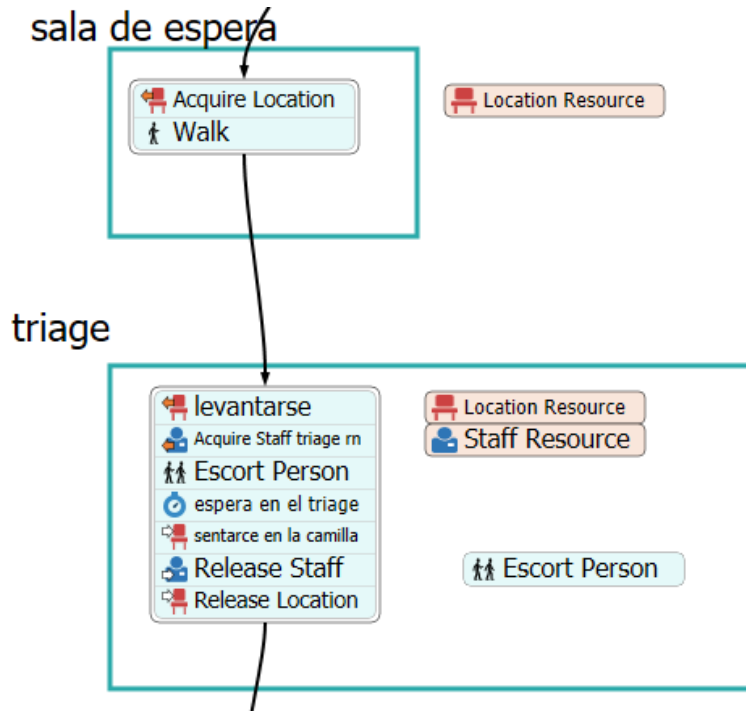 sala de espera
Acquire Location
Walk
Location Resource
triage
levantarse
Acquire Staff triage rn
Escort Person
espera en el triage
sentarce en la camilla
Release Staff
Release Location
Location Resource
Staff Resource
Escort Person